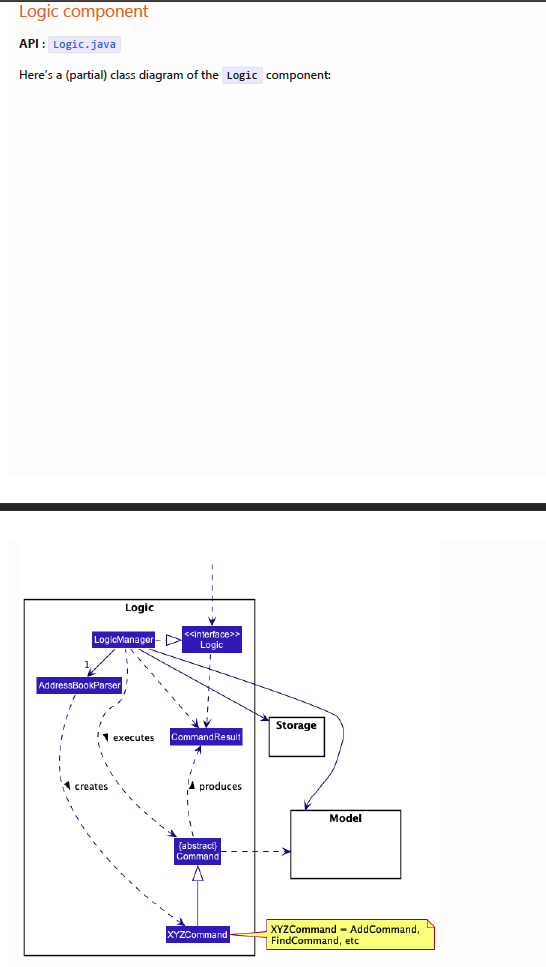 Logic component
API : Logic.java
Here's a (partial) class diagram of the Logic component:
Logic
LogicManager
<<interface>>
Logic
1
AddressBookParser
Storage
CommandResult
executes
creates
produces
Model
{abstract}
Command
XYZCommand
XYZCommand = AddCommand,
FindCommand, etc